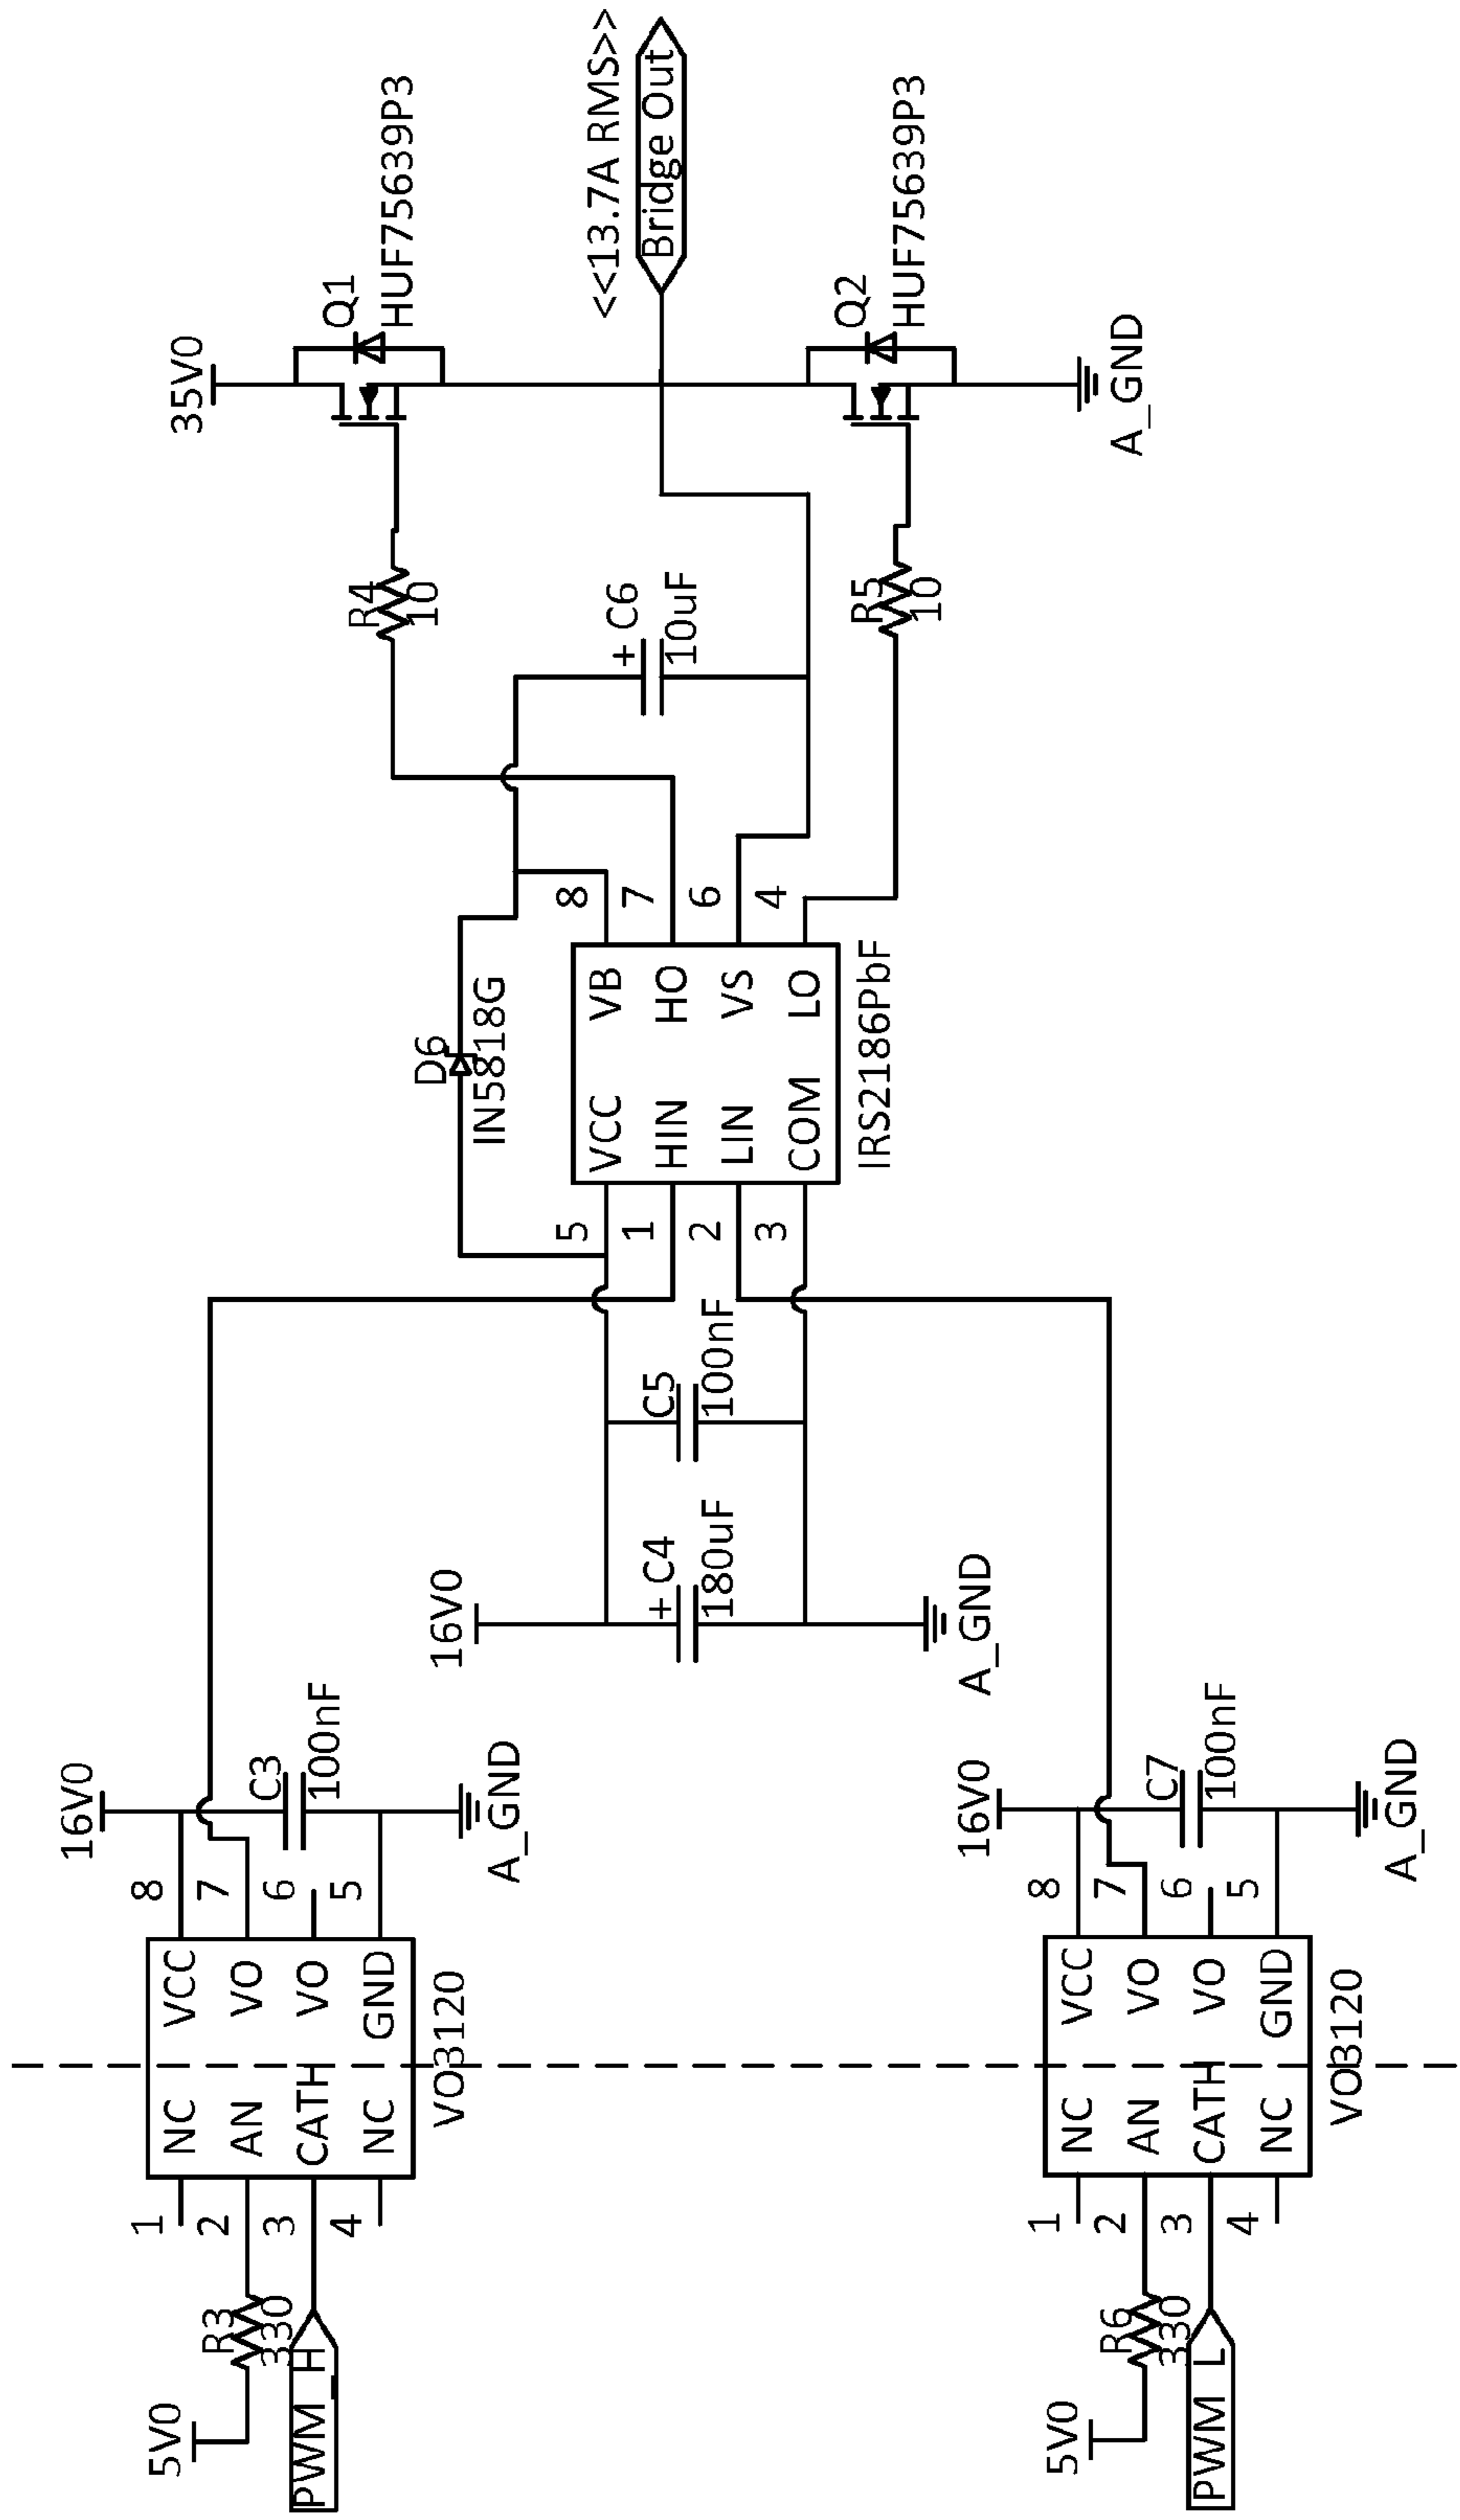 5V0
R3
330
PWM_H
1
2
3
4
NC
AN
CATH
NC
VCC
VO
VO
GND
8
7
6
5
VO3120
16V0
C3
100nF
A_GND
16V0
C4
+
180uF
C5
100nF
A_GND
D6
IN5818G
5
1
2
3
VCC
HIN
LIN
COM
VB
HO
VS
LO
8
7
6
4
IRS2186PbF
C6
+
10uF
R4
10
R5
10
35V0
Q1
HUF75639P3
<<13.7A RMS>>
Bridge Out
Q2
HUF75639P3
A_GND
5V0
R6
330
PWM_L
1
2
3
4
NC
AN
CATH
NC
VCC
VO
VO
GND
8
7
6
5
VO3120
16V0
C7
100nF
A_GND